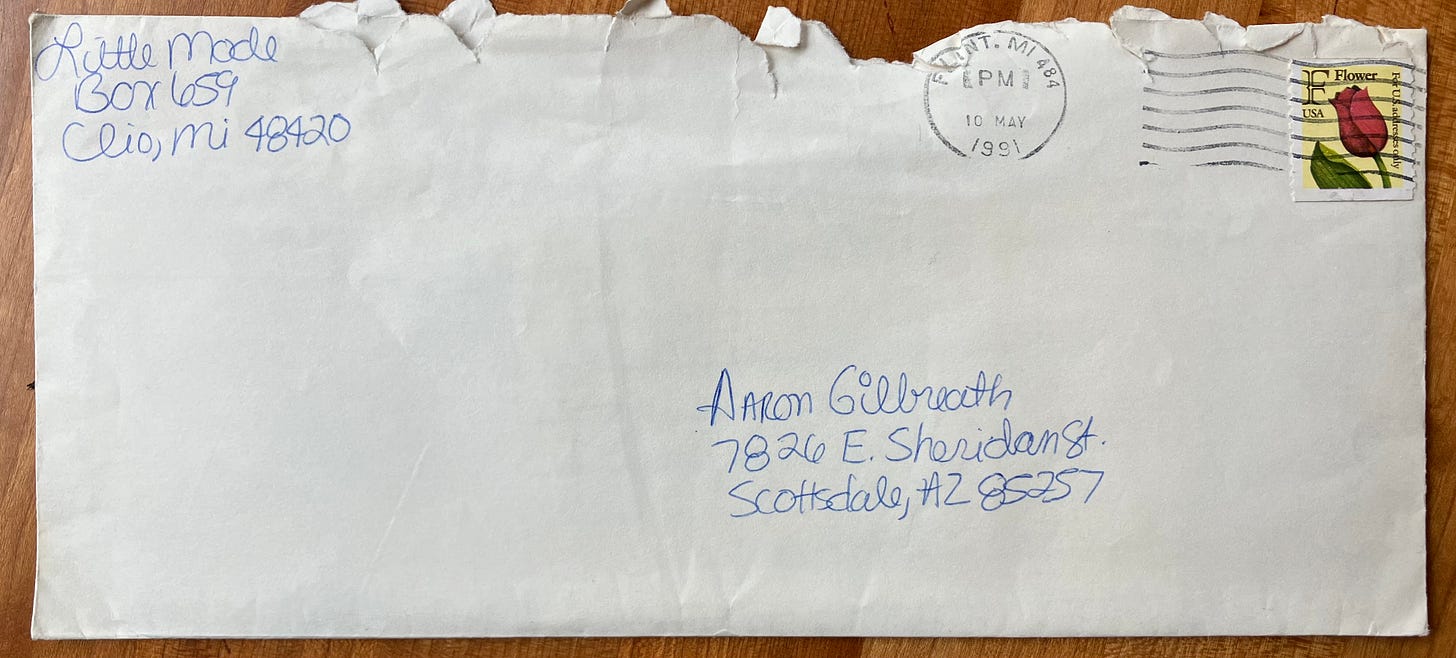 Little Mode
Box 659
Clio, Mi 48420
FLINT. MI 484
PM
10 MAY
1991
F Flower
USA
For U.S. addresses only
AARON Gilbreath
7826 E. Sheridan St.
Scottsdale, AZ 85257